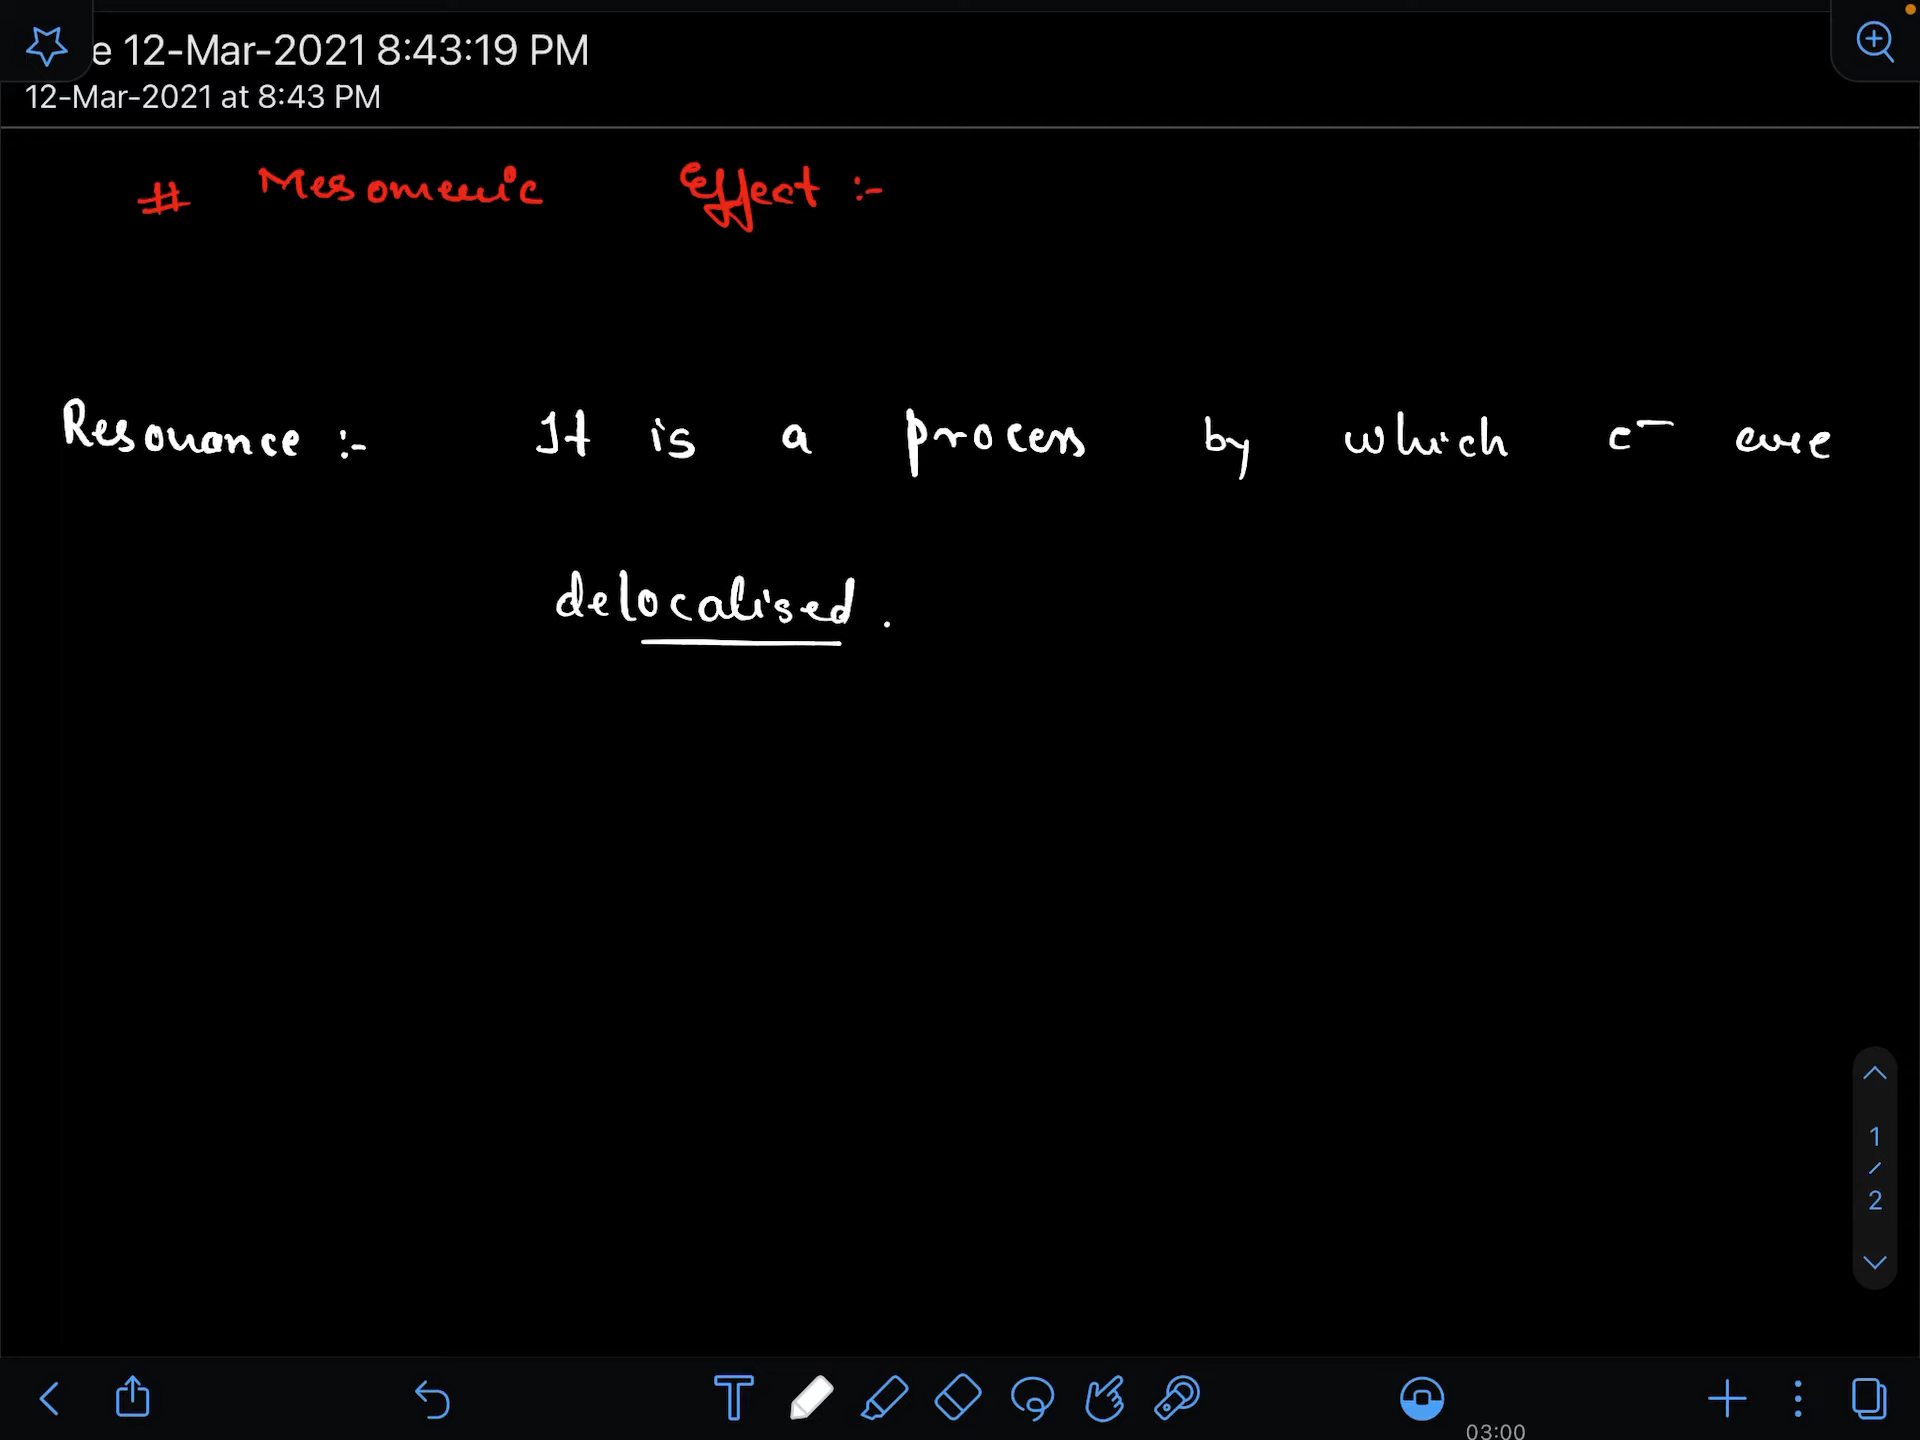 e 12-Mar-2021 8:43:19 PM
12-Mar-2021 at 8:43 PM
# Mesomeric Effect :-
Resonance :- It is a process by which e⁻ are
delocalised.
1
/
2
T
03:00